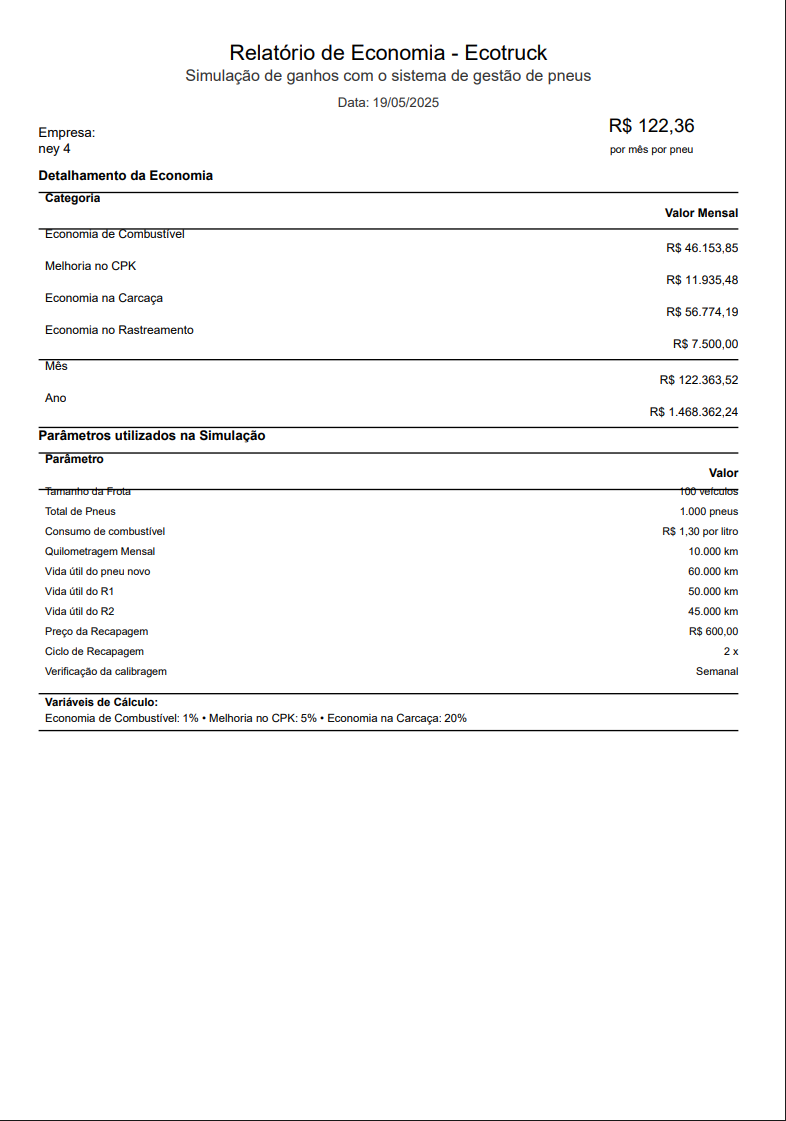 Relatório de Economia - Ecotruck
Simulação de ganhos com o sistema de gestão de pneus
Data: 19/05/2025
Empresa:
ney 4
R$ 122,36
por mês por pneu
Detalhamento da Economia
Categoria
Valor Mensal
Economia de Combustível
R$ 46.153,85
Melhoria no CPK
R$ 11.935,48
Economia na Carcaça
R$ 56.774,19
Economia no Rastreamento
R$ 7.500,00
Mês
R$ 122.363,52
Ano
R$ 1.468.362,24
Parâmetros utilizados na Simulação
Parâmetro
Valor
Tamanho da Frota 100 veículos
Total de Pneus 1.000 pneus
Consumo de combustível R$ 1,30 por litro
Quilometragem Mensal 10.000 km
Vida útil do pneu novo 60.000 km
Vida útil do R1 50.000 km
Vida útil do R2 45.000 km
Preço da Recapagem R$ 600,00
Ciclo de Recapagem 2 x
Verificação da calibragem Semanal
Variáveis de Cálculo:
Economia de Combustível: 1% • Melhoria no CPK: 5% • Economia na Carcaça: 20%